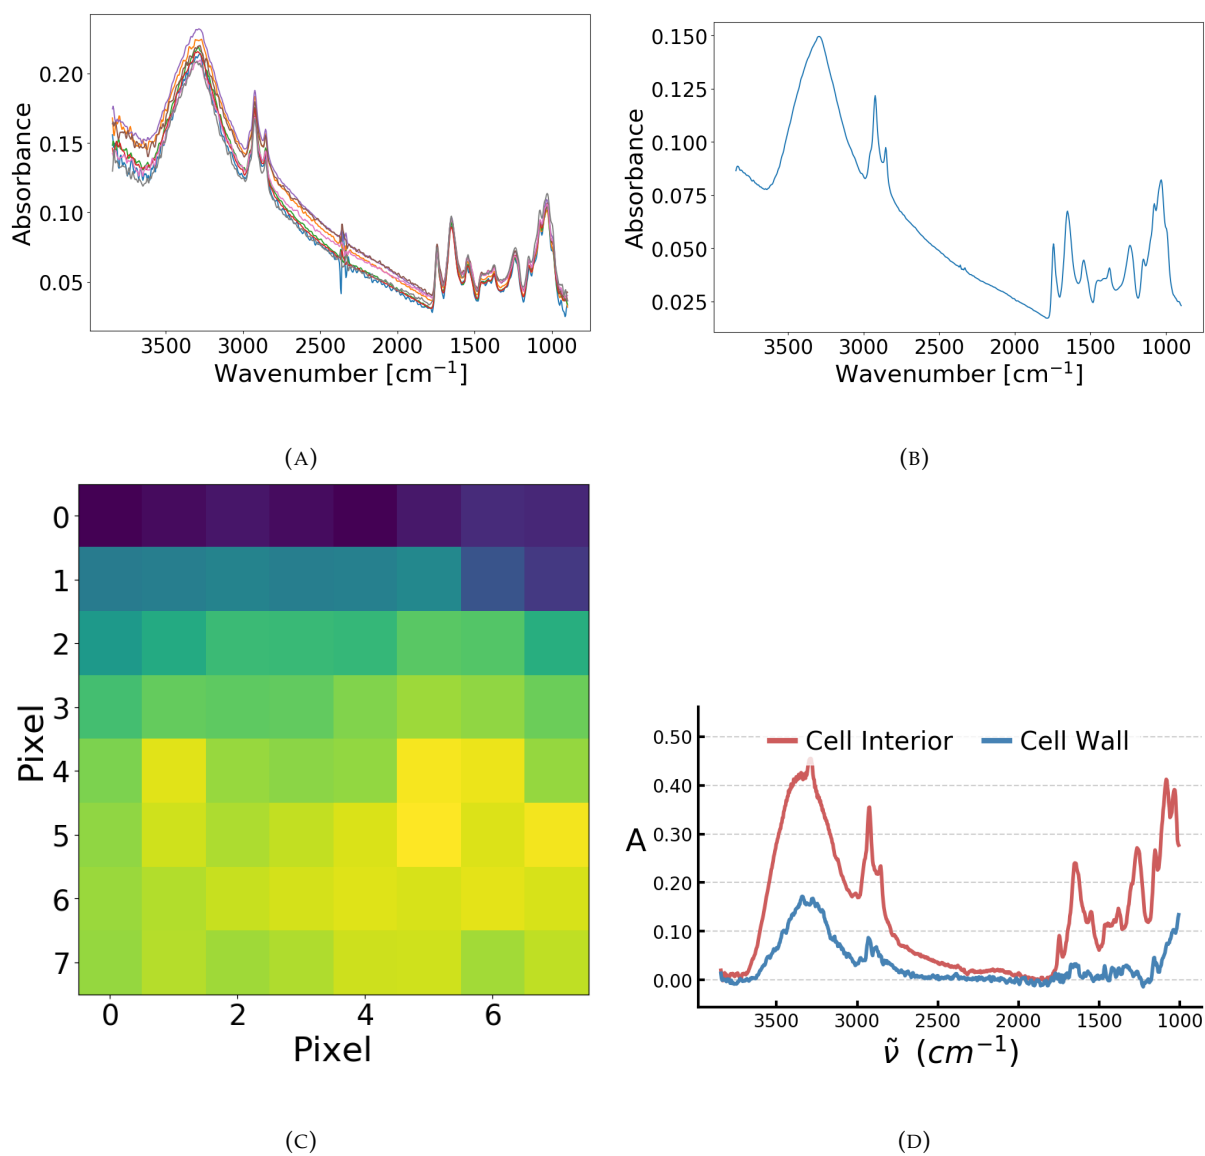 0.20
0.15
0.10
0.05
Absorbance
3500 3000 2500 2000 1500 1000
Wavenumber [cm⁻¹]
(A)
0.150
0.125
0.100
0.075
0.050
0.025
Absorbance
3500 3000 2500 2000 1500 1000
Wavenumber [cm⁻¹]
(B)
0
1
2
3
4
5
6
7
Pixel
0 2 4 6
Pixel
(C)
Cell Interior Cell Wall
0.50
0.40
0.30
0.20
0.10
0.00
A
3500 3000 2500 2000 1500 1000
ν̃ (cm⁻¹)
(D)